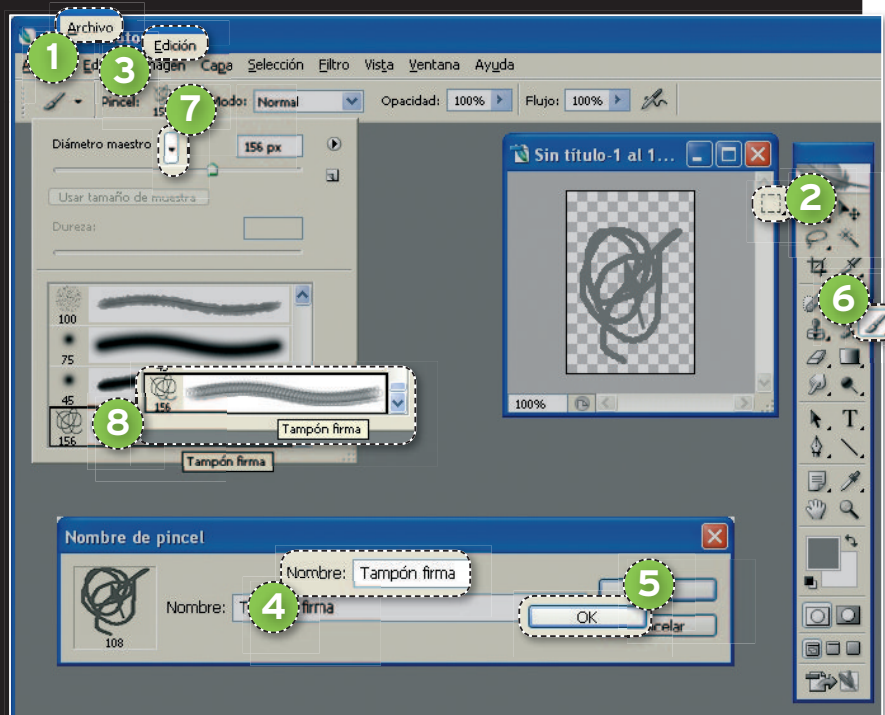 Archivo
Edición
1
3
7
Capa Selección Filtro Vista Ventana Ayuda
Pincel: Modo: Normal Opacidad: 100% Flujo: 100%
Diámetro maestro 156 px
Usar tamaño de muestra
Dureza:
100
75
45
156
8
156
Tampón firma
Tampón firma
Sin título-1 al 1...
100%
2
6
T
Nombre de pincel
Nombre: Tampón firma
Nombre: firma
4
5
OK
108